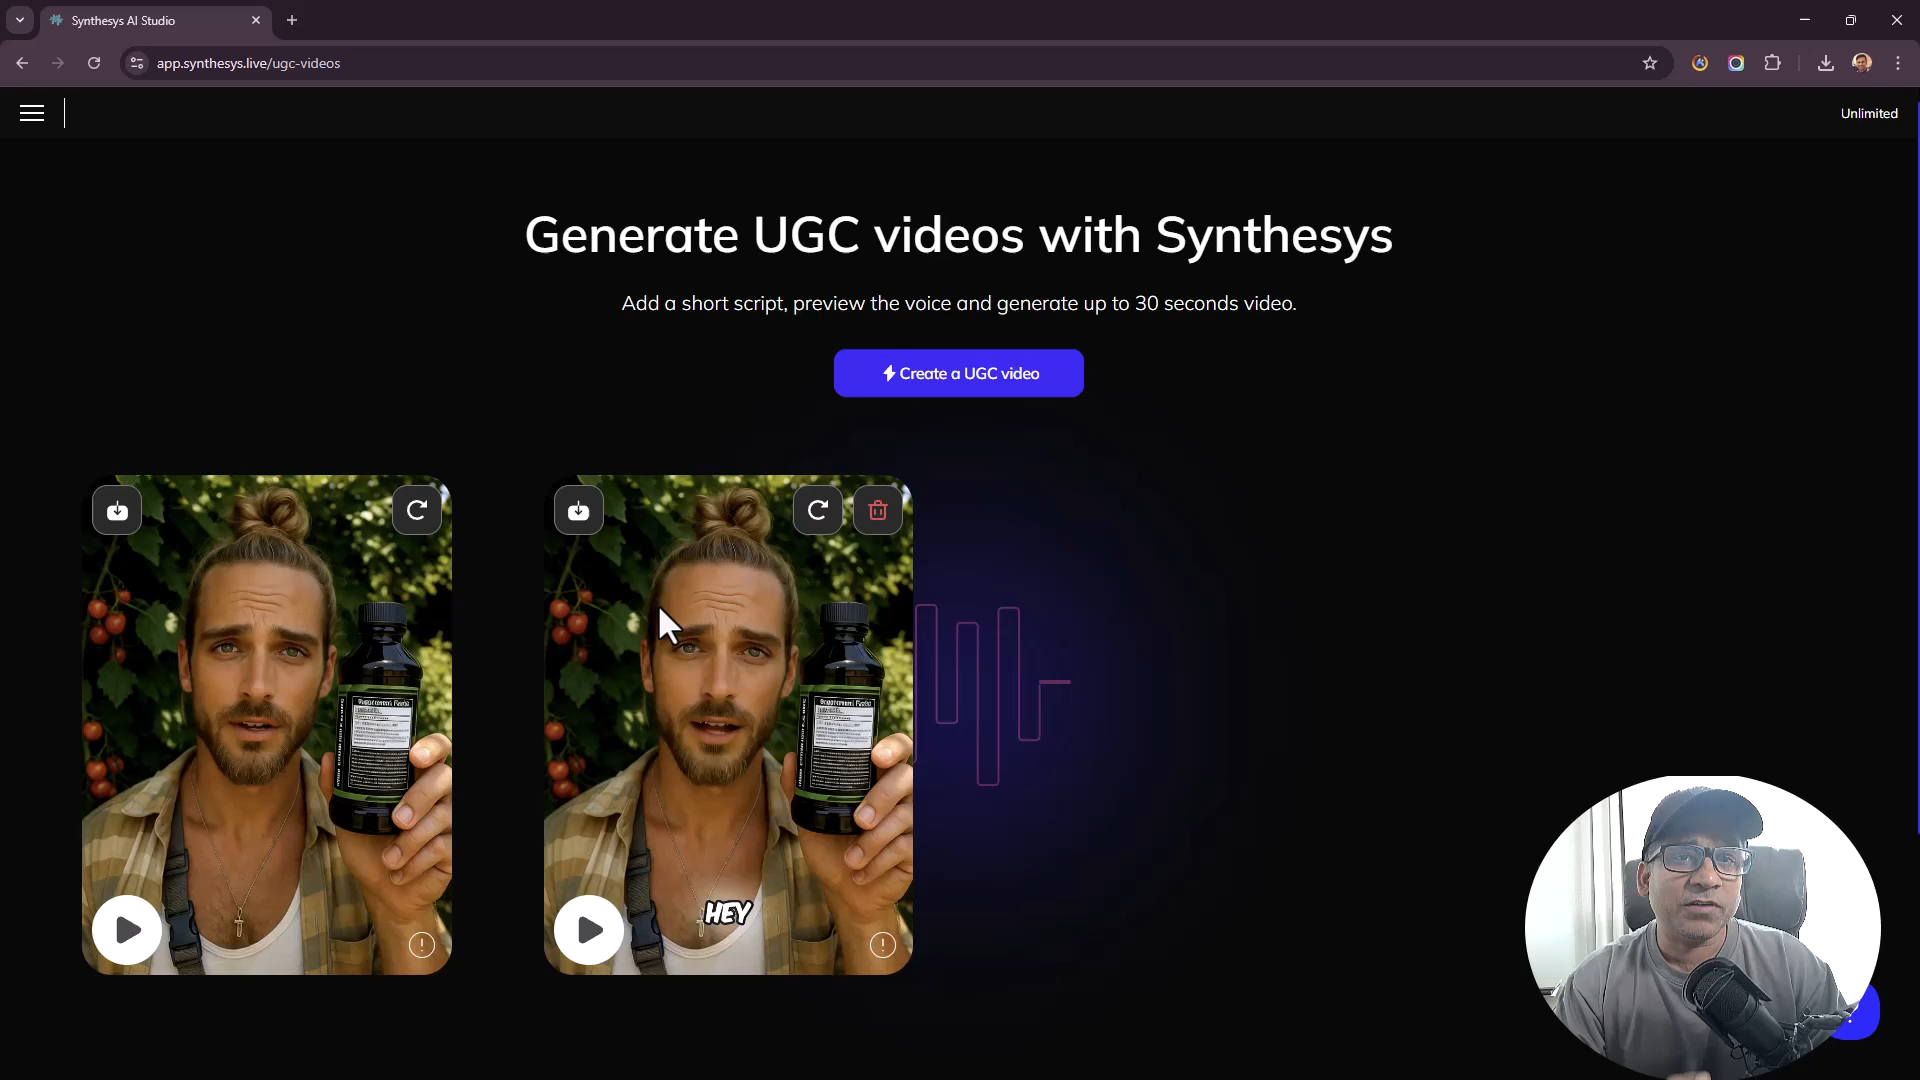 Synthesys AI Studio
app.synthesys.live/ugc-videos
Unlimited
Generate UGC videos with Synthesys
Add a short script, preview the voice and generate up to 30 seconds video.
Create a UGC video
HEY